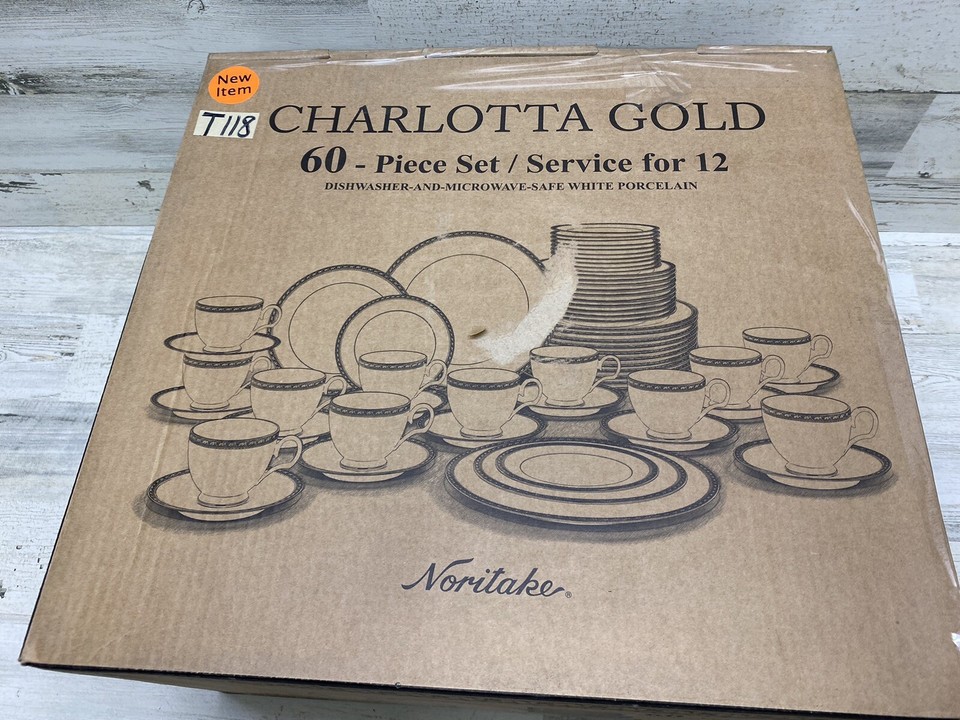 New
Item
T118
CHARLOTTA GOLD
60 - Piece Set / Service for 12
DISHWASHER-AND-MICROWAVE-SAFE WHITE PORCELAIN
Noritake®